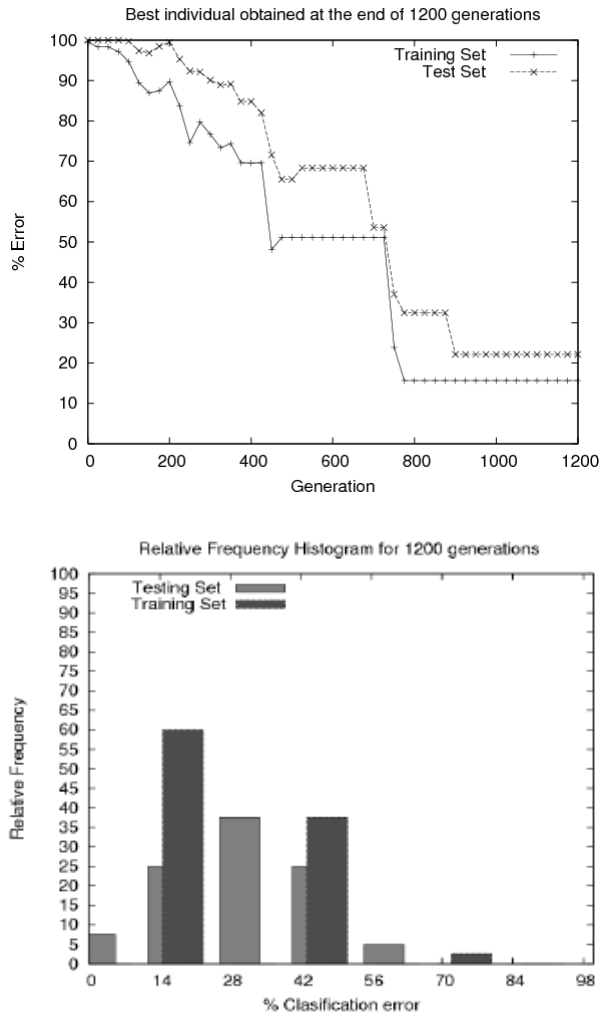 Best individual obtained at the end of 1200 generations
100
90
80
70
60
50
40
30
20
10
0
% Error
Training Set
Test Set
0 200 400 600 800 1000 1200
Generation
Relative Frequency Histogram for 1200 generations
100
95
90
85
80
75
70
65
60
55
50
45
40
35
30
25
20
15
10
5
0
Relative Frequency
Testing Set
Training Set
0 14 28 42 56 70 84 98
% Clasification error